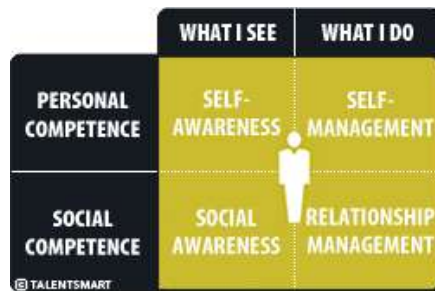 WHAT I SEE
WHAT I DO
PERSONAL
COMPETENCE
SELF-
AWARENESS
SELF-
MANAGEMENT
SOCIAL
COMPETENCE
SOCIAL
AWARENESS
RELATIONSHIP
MANAGEMENT
© TALENTSMART